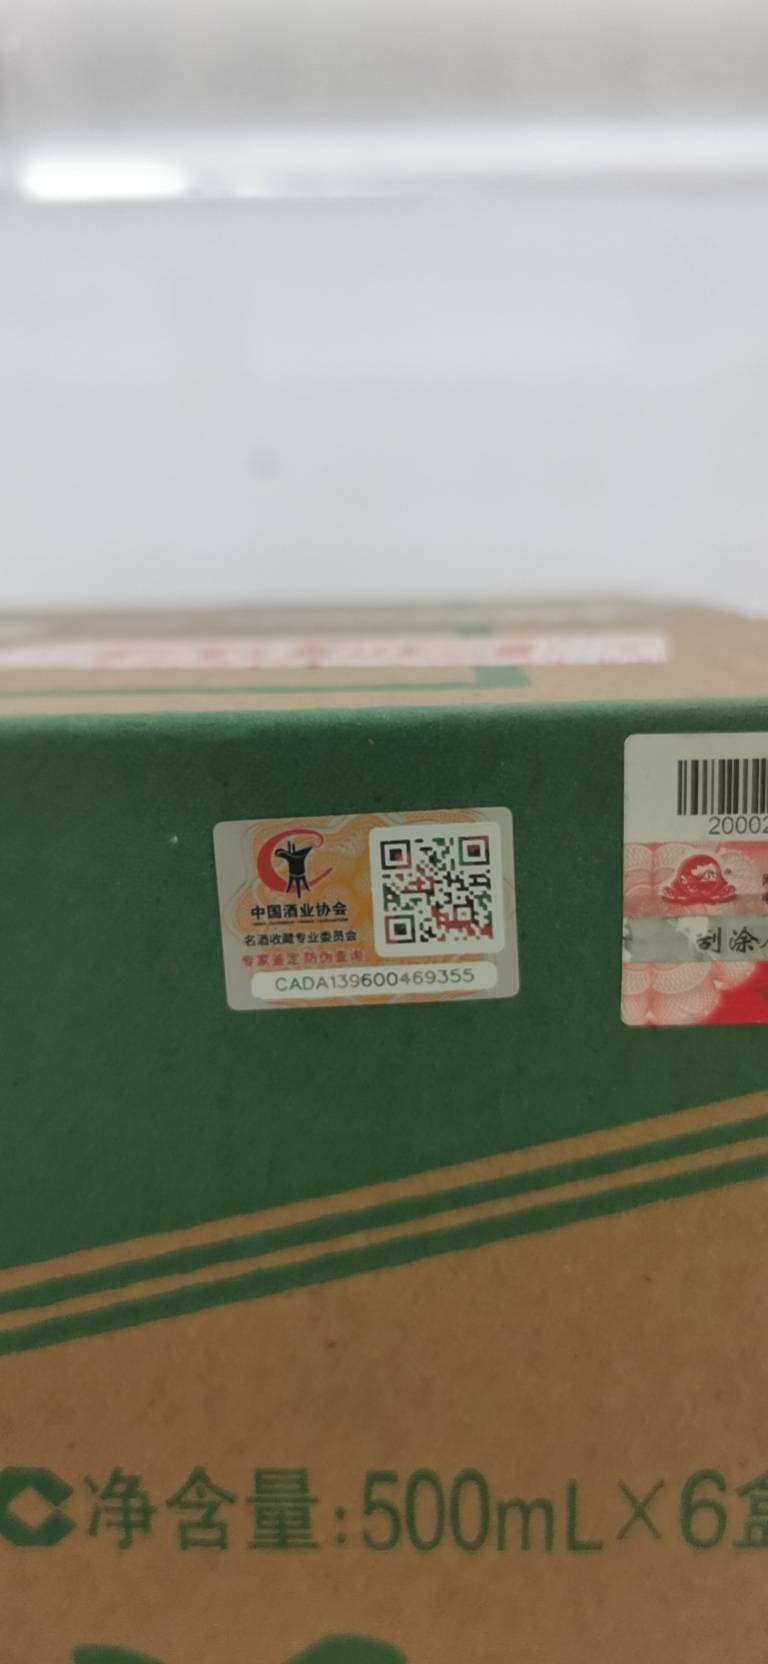 中国酒业协会
名酒收藏专业委员会
专家鉴定防伪查询
CADA139600469355
20002
刮涂
净含量:500mL×6盒